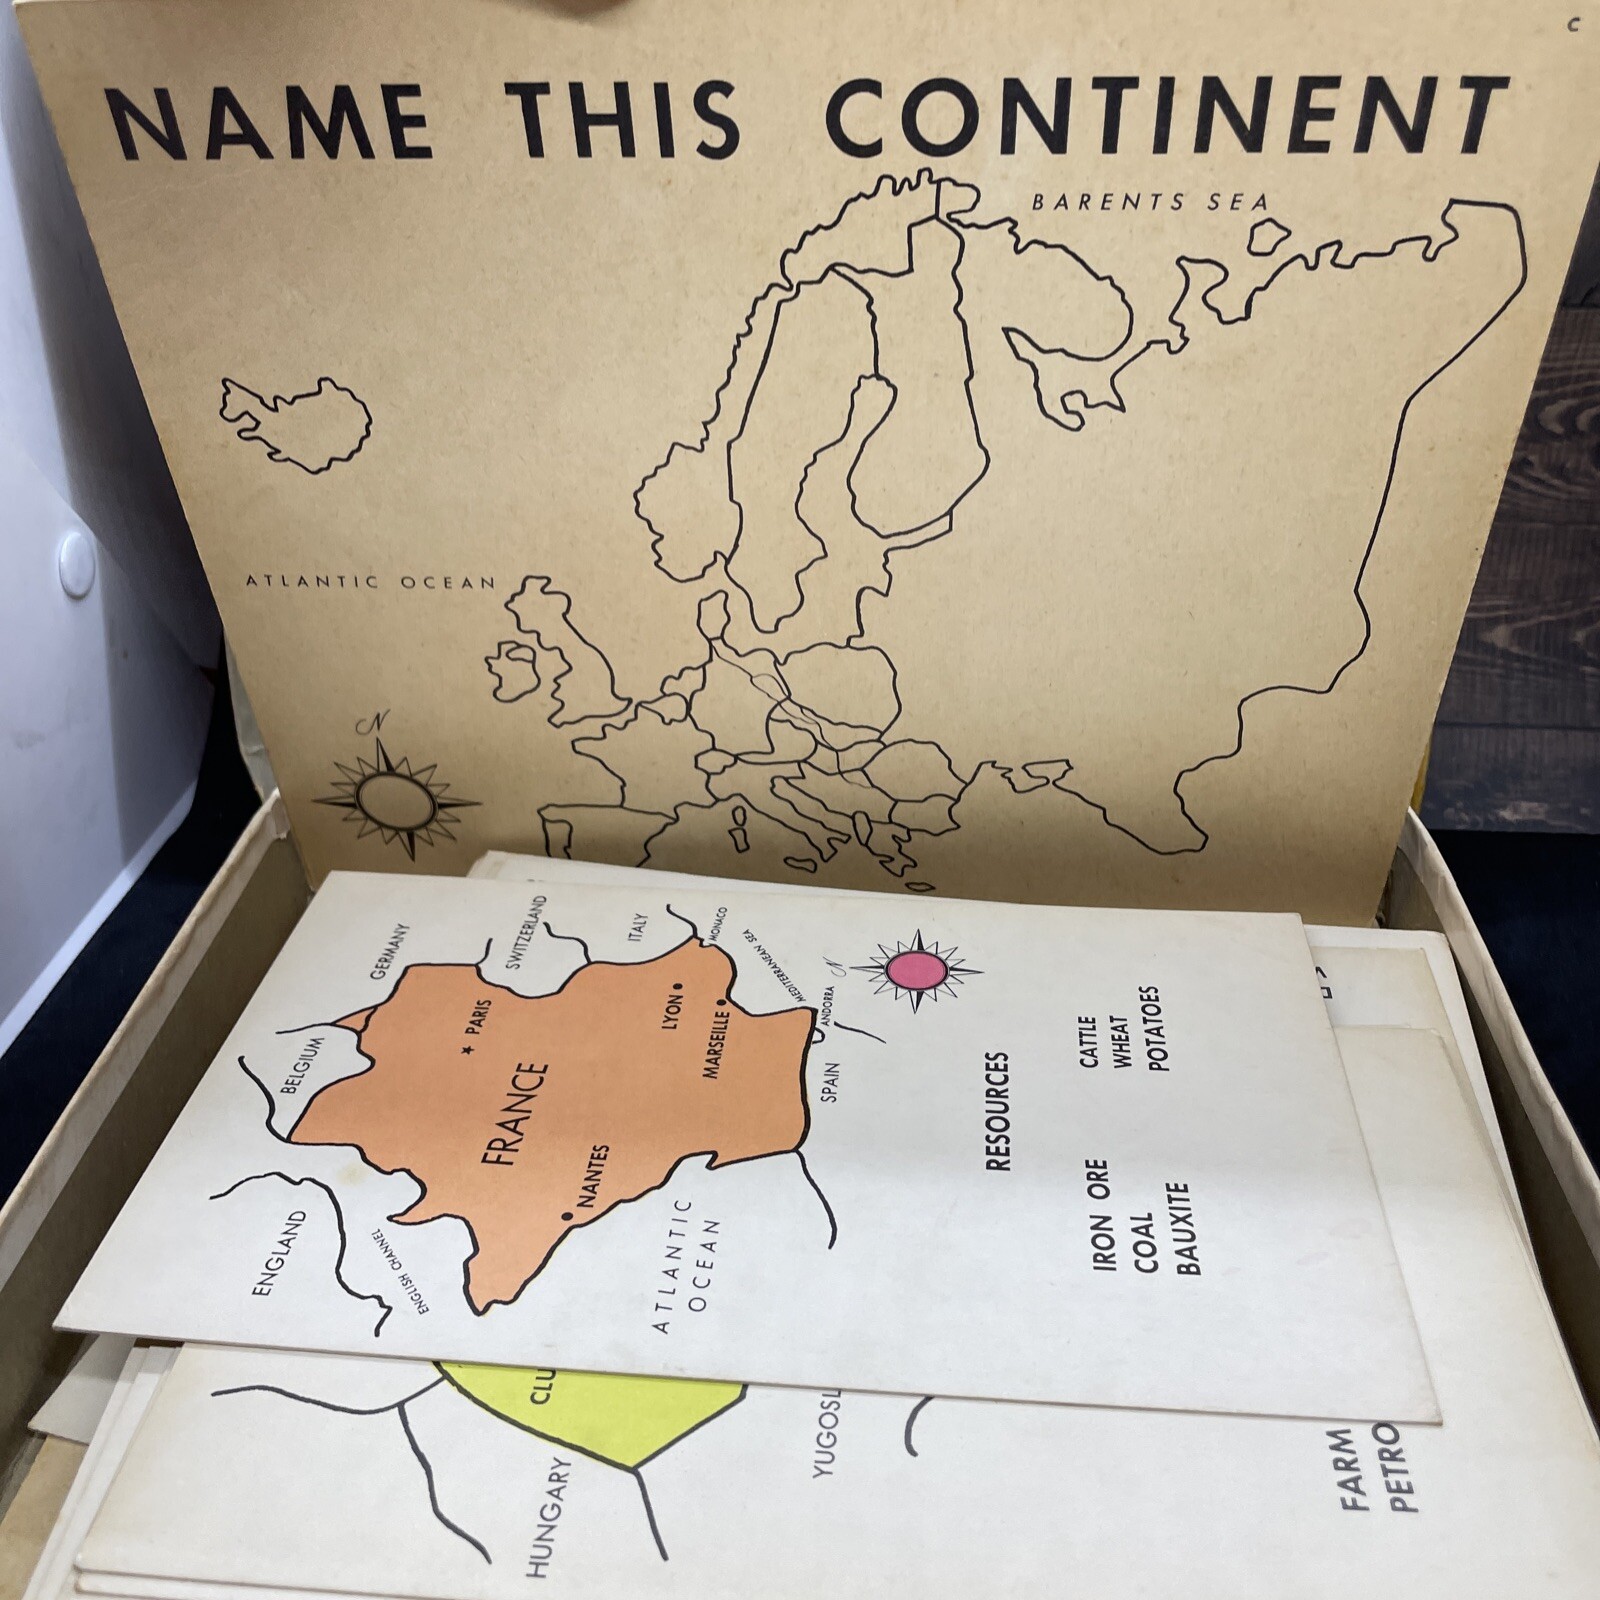 C
NAME THIS CONTINENT
BARENTS SEA
ATLANTIC OCEAN
N
GERMANY
SWITZERLAND
ITALY
MONACO
MEDITERRANEAN SEA
N
ANDORRA
SPAIN
BELGIUM
PARIS
LYON
MARSEILLE
FRANCE
NANTES
ENGLAND
ENGLISH CHANNEL
ATLANTIC
OCEAN
RESOURCES
IRON ORE
COAL
BAUXITE
CATTLE
WHEAT
POTATOES
CLU
HUNGARY
YUGOSL
FARM
PETRO